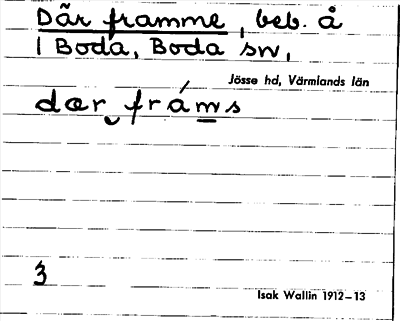 Där framme, beb. å
1 Boda, Boda sn,
Jösse hd, Värmlands län
dær‿fráms
3
Isak Wallin 1912–13